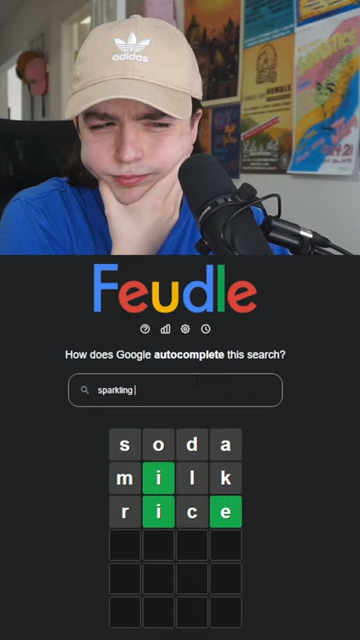 adidas
Feudle
How does Google autocomplete this search?
sparkling
s o d a
m i l k
r i c e